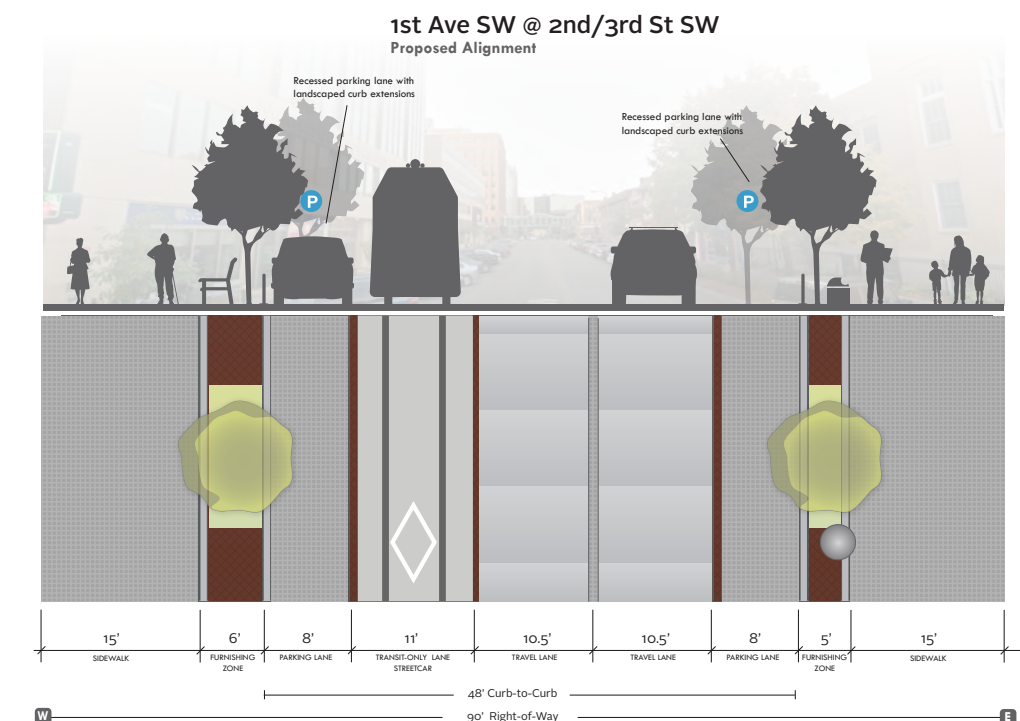 1st Ave SW @ 2nd/3rd St SW
Proposed Alignment
Recessed parking lane with
landscaped curb extensions
Recessed parking lane with
landscaped curb extensions
P
P
15'
6'
8'
11'
10.5'
10.5'
8'
5'
15'
SIDEWALK
FURNISHING
ZONE
PARKING LANE
TRANSIT-ONLY LANE
STREETCAR
TRAVEL LANE
TRAVEL LANE
PARKING LANE
FURNISHING
ZONE
SIDEWALK
48' Curb-to-Curb
W
90' Right-of-Way
E